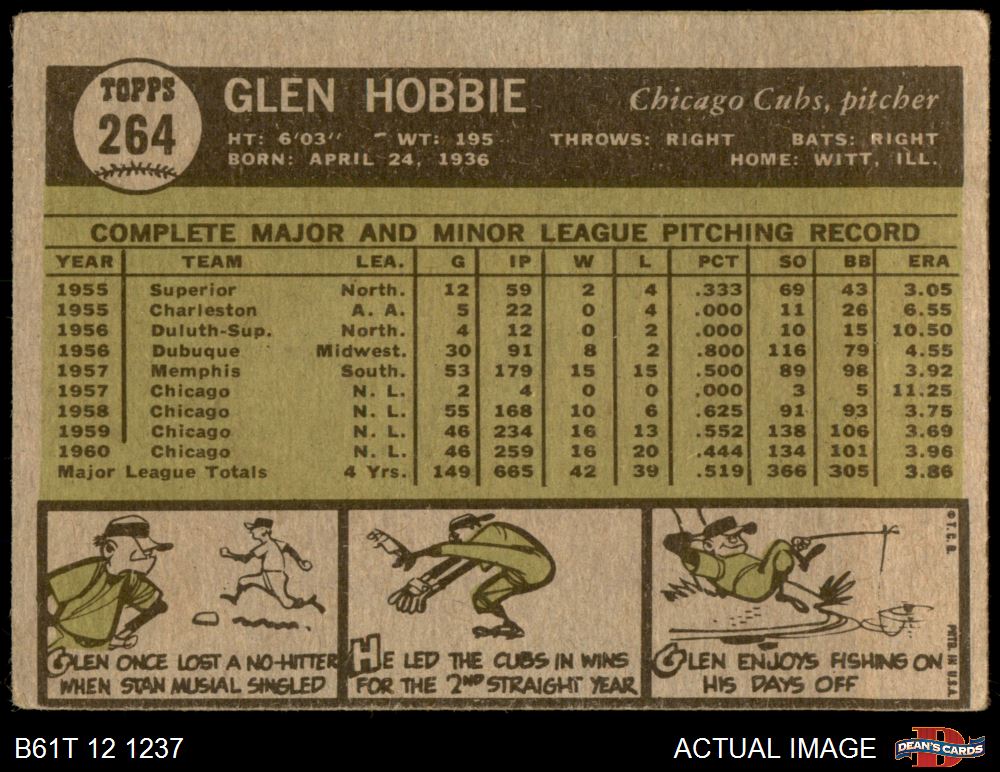 TOPPS
264
GLEN HOBBIE
Chicago Cubs, pitcher
HT: 6'03" - WT: 195 THROWS: RIGHT BATS: RIGHT
BORN: APRIL 24, 1936 HOME: WITT, ILL.
COMPLETE MAJOR AND MINOR LEAGUE PITCHING RECORD
YEAR TEAM LEA. G IP W L PCT SO BB ERA
1955 Superior North. 12 59 2 4 .333 69 43 3.05
1955 Charleston A. A. 5 22 0 4 .000 11 26 6.55
1956 Duluth-Sup. North. 4 12 0 2 .000 10 15 10.50
1956 Dubuque Midwest. 30 91 8 2 .800 116 79 4.55
1957 Memphis South. 53 179 15 15 .500 89 98 3.92
1957 Chicago N. L. 2 4 0 0 .000 3 5 11.25
1958 Chicago N. L. 55 168 10 6 .625 91 93 3.75
1959 Chicago N. L. 46 234 16 13 .552 138 106 3.69
1960 Chicago N. L. 46 259 16 20 .444 134 101 3.96
Major League Totals 4 Yrs. 149 665 42 39 .519 366 305 3.86
GLEN ONCE LOST A NO-HITTER
WHEN STAN MUSIAL SINGLED
HE LED THE CUBS IN WINS
FOR THE 2ND STRAIGHT YEAR
GLEN ENJOYS FISHING ON
HIS DAYS OFF
© T. C. G.
PRTD. IN U.S.A.
B61T 12 1237
ACTUAL IMAGE
DEAN'S CARDS